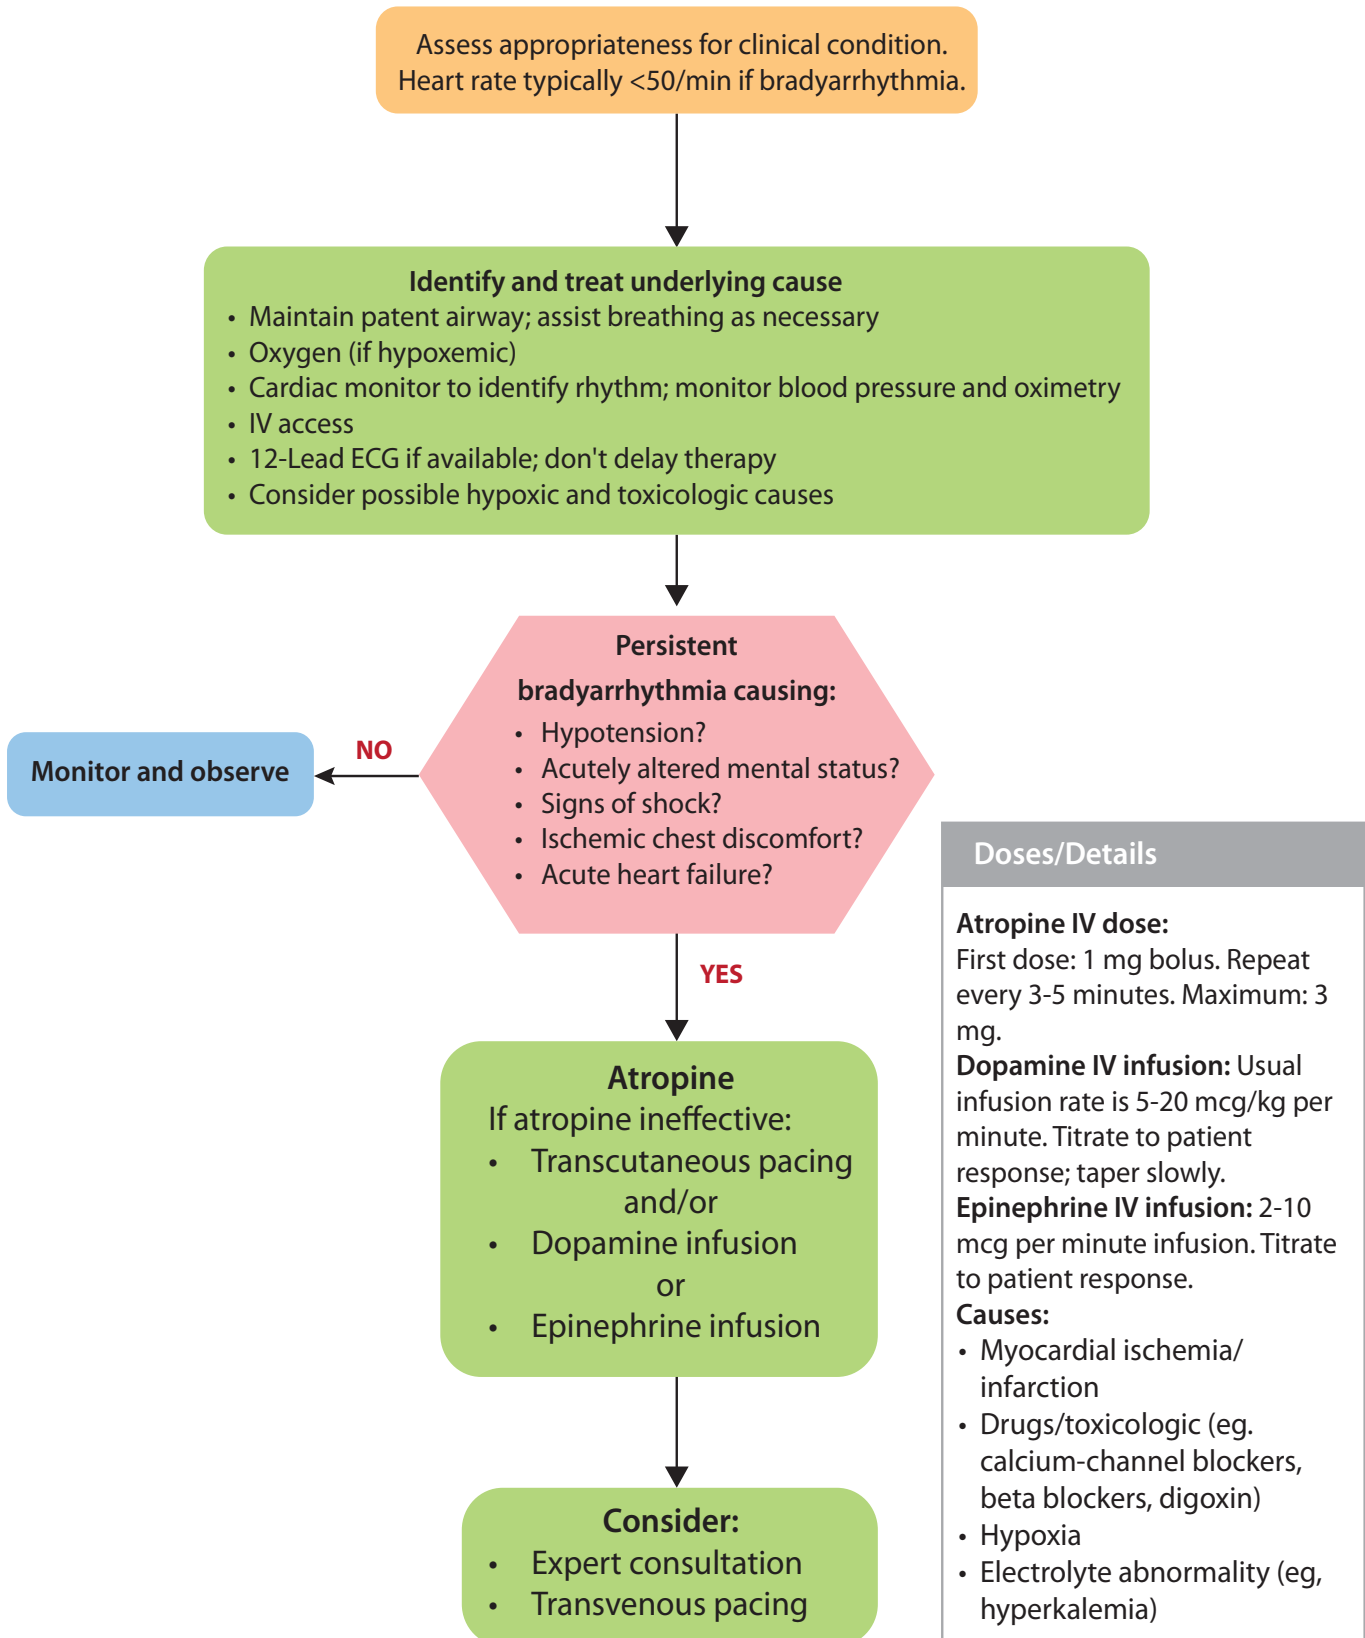 Assess appropriateness for clinical condition.
Heart rate typically <50/min if bradyarrhythmia.
Identify and treat underlying cause
• Maintain patent airway; assist breathing as necessary
• Oxygen (if hypoxemic)
• Cardiac monitor to identify rhythm; monitor blood pressure and oximetry
• IV access
• 12-Lead ECG if available; don't delay therapy
• Consider possible hypoxic and toxicologic causes
Persistent
bradyarrhythmia causing:
• Hypotension?
• Acutely altered mental status?
• Signs of shock?
• Ischemic chest discomfort?
• Acute heart failure?
NO
Monitor and observe
YES
Atropine
If atropine ineffective:
• Transcutaneous pacing
and/or
• Dopamine infusion
or
• Epinephrine infusion
Consider:
• Expert consultation
• Transvenous pacing
Doses/Details
Atropine IV dose:
First dose: 1 mg bolus. Repeat
every 3-5 minutes. Maximum: 3
mg.
Dopamine IV infusion: Usual
infusion rate is 5-20 mcg/kg per
minute. Titrate to patient
response; taper slowly.
Epinephrine IV infusion: 2-10
mcg per minute infusion. Titrate
to patient response.
Causes:
• Myocardial ischemia/
infarction
• Drugs/toxicologic (eg.
calcium-channel blockers,
beta blockers, digoxin)
• Hypoxia
• Electrolyte abnormality (eg,
hyperkalemia)